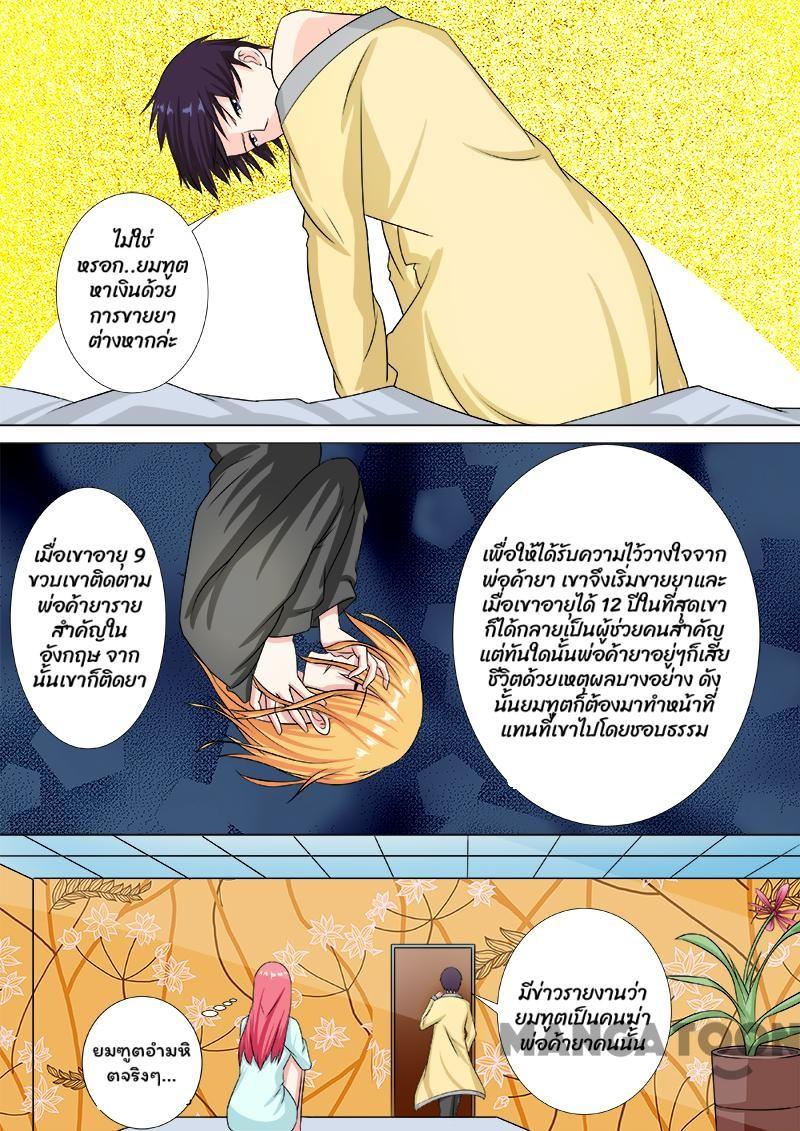 ไม่ใช่
หรอก..ยมฑูต
หาเงินด้วย
การขายยา
ต่างหากล่ะ
เมื่อเขาอายุ 9
ขวบเขาติดตาม
พ่อค้ายาราย
สำคัญใน
อังกฤษ จาก
นั้นเขาก็ติดยา
เพื่อให้ได้รับความไว้วางใจจาก
พ่อค้ายา เขาจึงเริ่มขายยาและ
เมื่อเขาอายุได้ 12 ปีในที่สุดเขา
ก็ได้กลายเป็นผู้ช่วยคนสำคัญ
แต่ทันใดนั้นพ่อค้ายาอยู่ๆก็เสีย
ชีวิตด้วยเหตุผลบางอย่าง ดัง
นั้นยมฑูตก็ต้องมาทำหน้าที่
แทนที่เขาไปโดยชอบธรรม
มีข่าวรายงานว่า
ยมฑูตเป็นคนฆ่า
พ่อค้ายาคนนั้น
ยมฑูตอำมหิ
ตจริงๆ...
MANGATOON